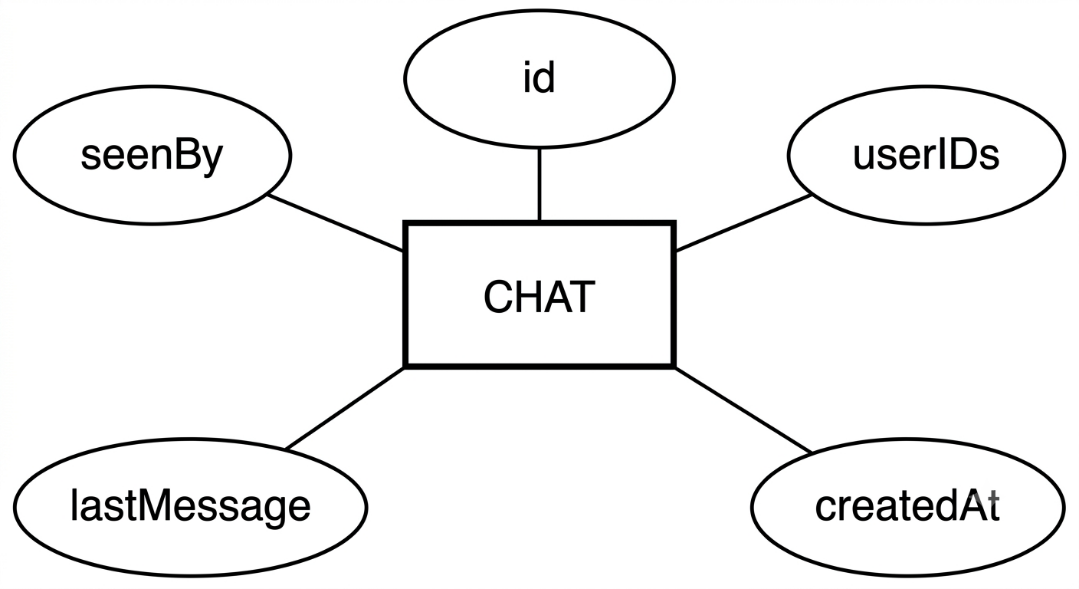 id
seenBy
userIDs
CHAT
lastMessage
createdAt